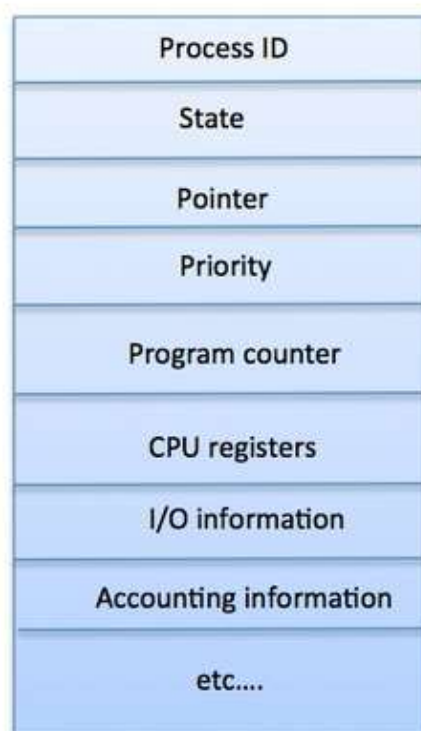 Process ID
State
Pointer
Priority
Program counter
CPU registers
I/O information
Accounting information
etc....